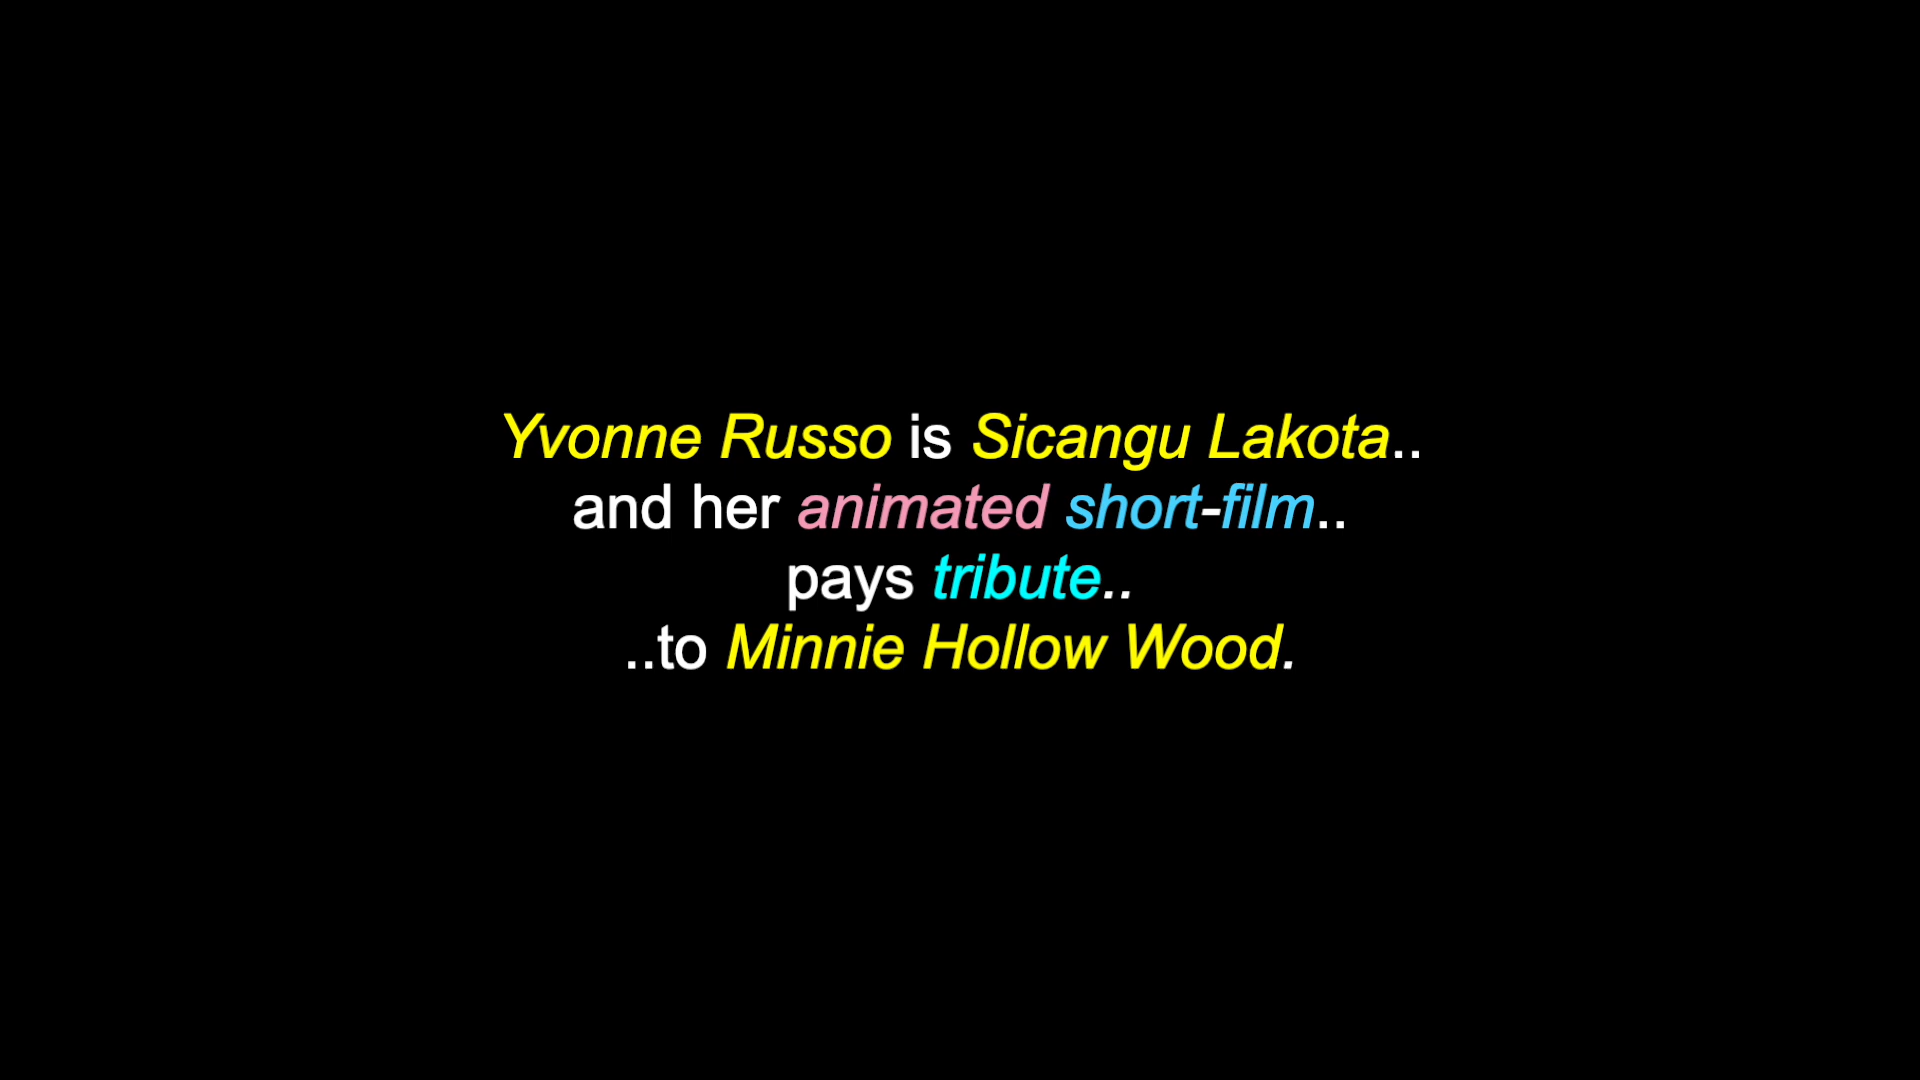 Yvonne Russo is Sicangu Lakota..
and her animated short-film..
pays tribute..
..to Minnie Hollow Wood.